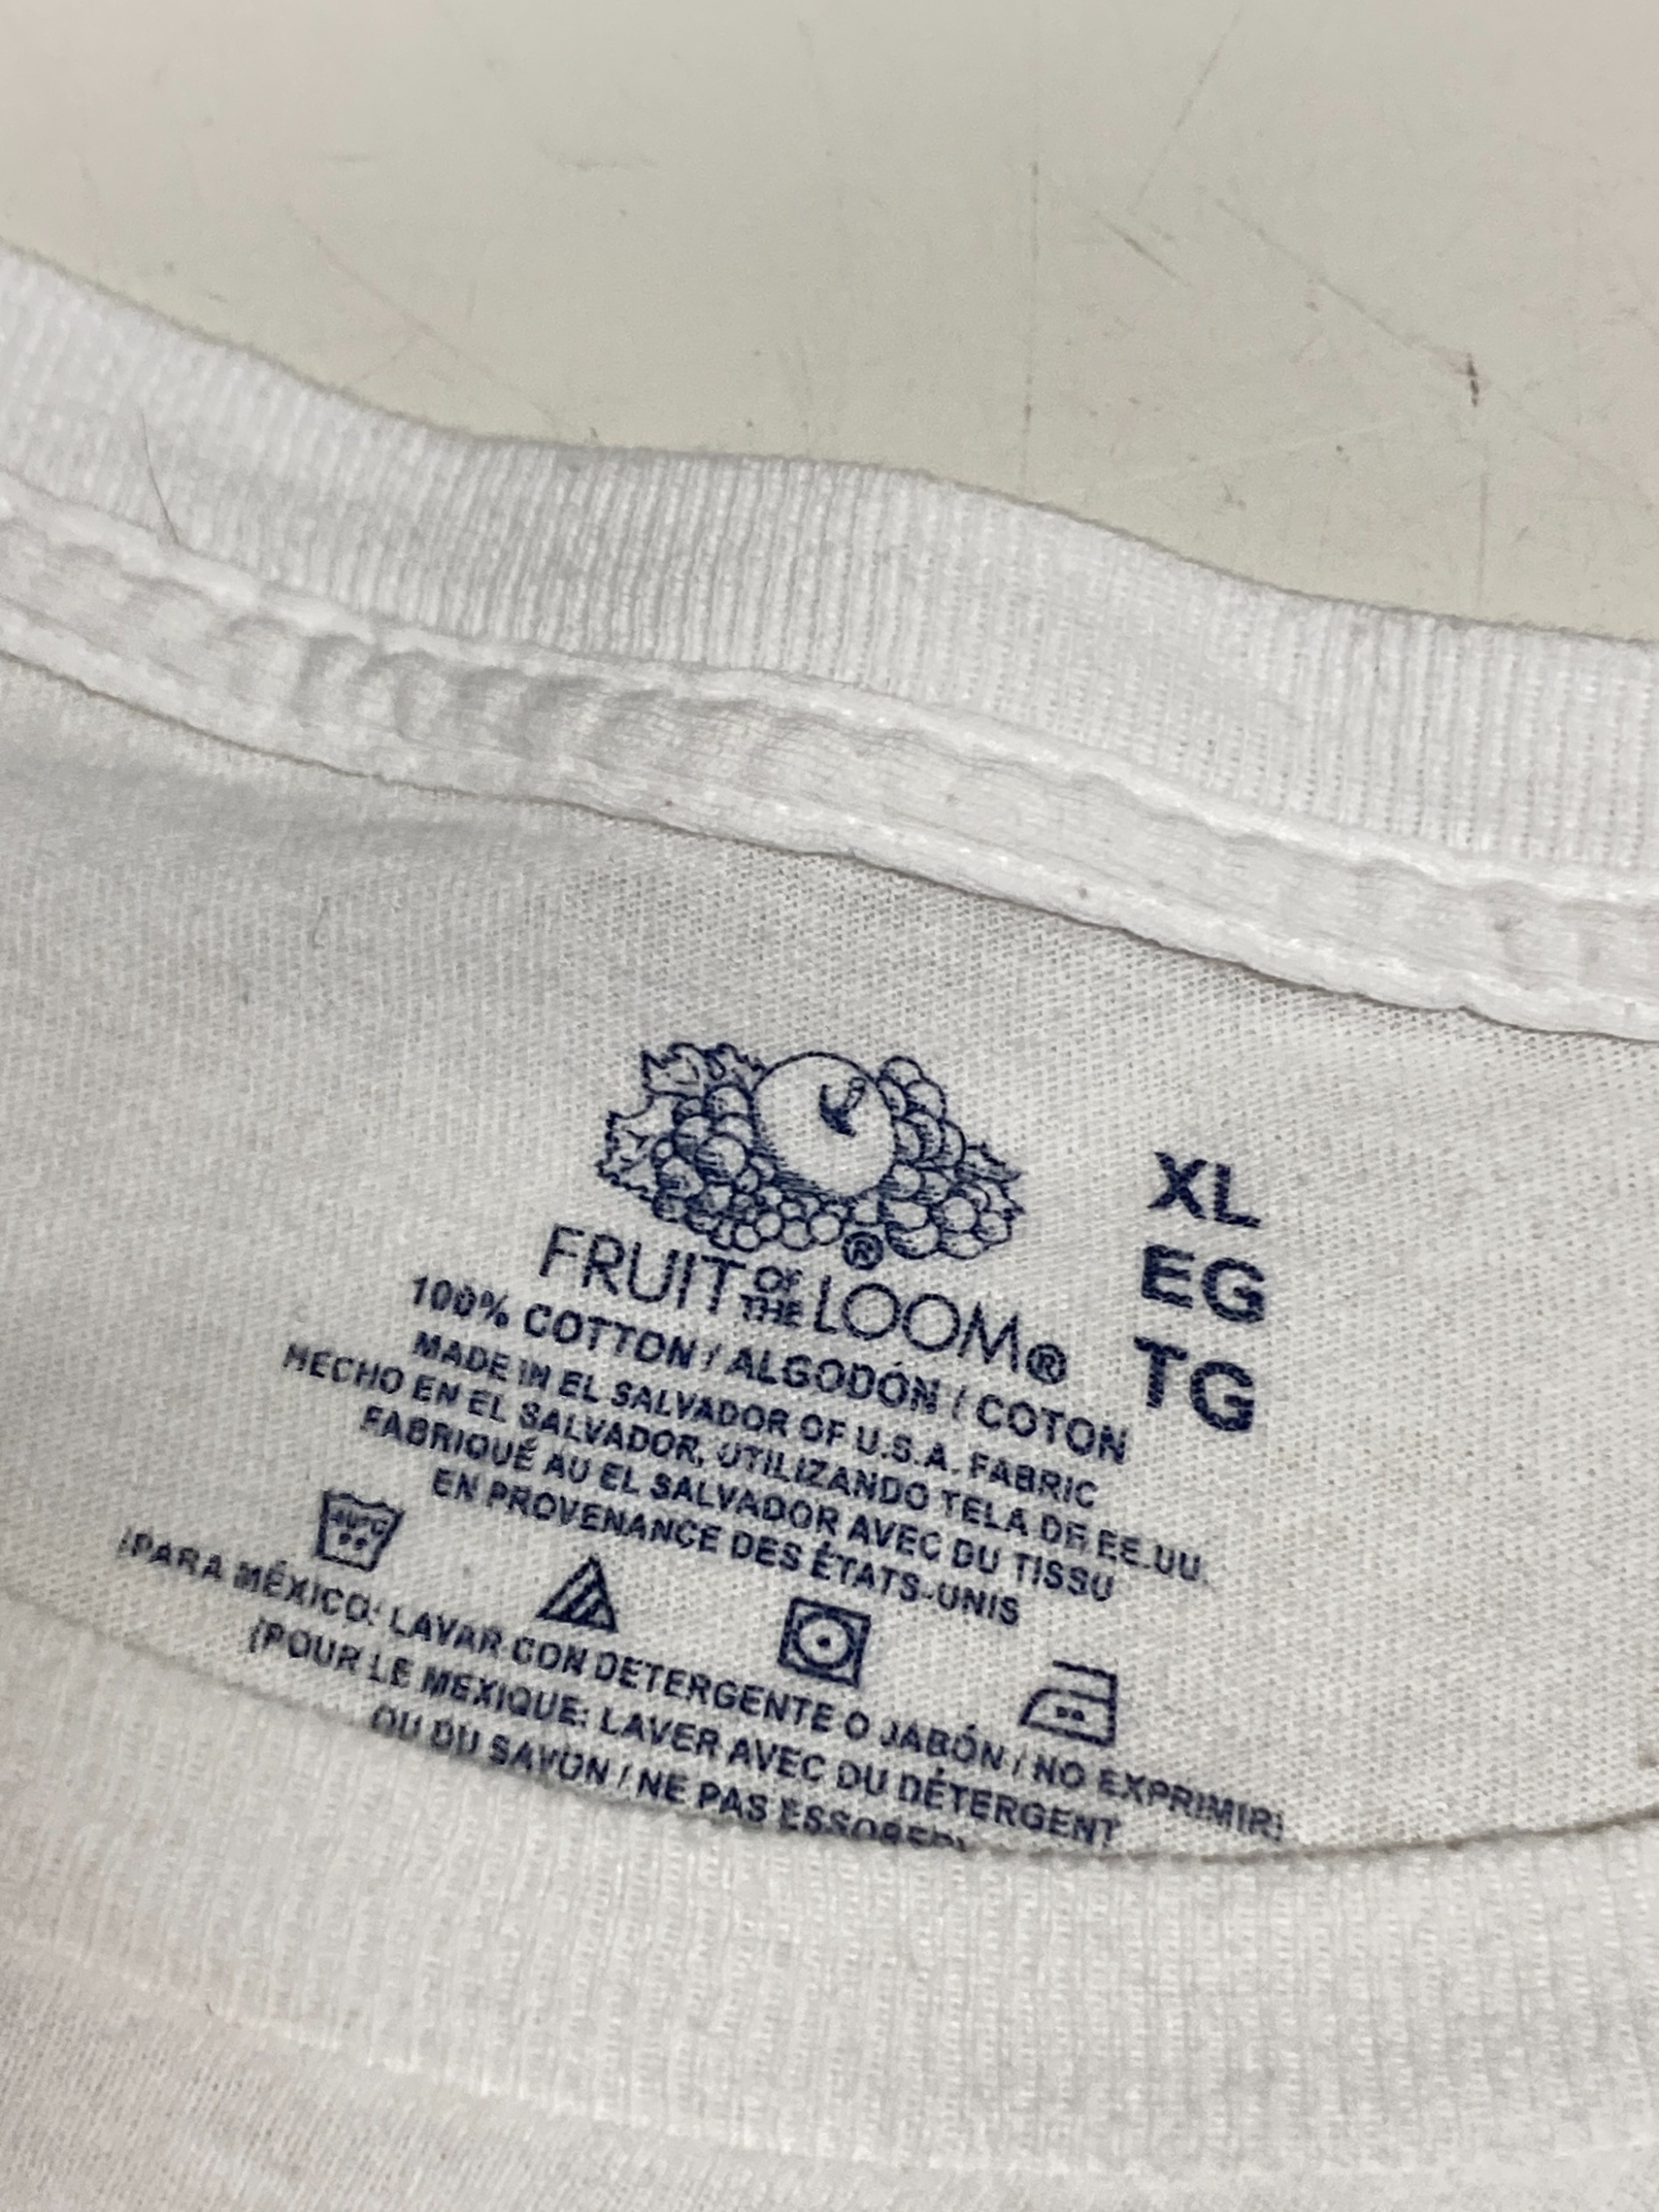 ®
FRUIT OF THE LOOM®
XL
EG
TG
100% COTTON / ALGODÓN / COTON
MADE IN EL SALVADOR OF U.S.A. FABRIC
HECHO EN EL SALVADOR, UTILIZANDO TELA DE EE.UU.
FABRIQUÉ AU EL SALVADOR AVEC DU TISSU
EN PROVENANCE DES ÉTATS-UNIS
(PARA MÉXICO: LAVAR CON DETERGENTE O JABÓN / NO EXPRIMIR)
(POUR LE MEXIQUE: LAVER AVEC DU DÉTERGENT
OU DU SAVON / NE PAS ESSORER)